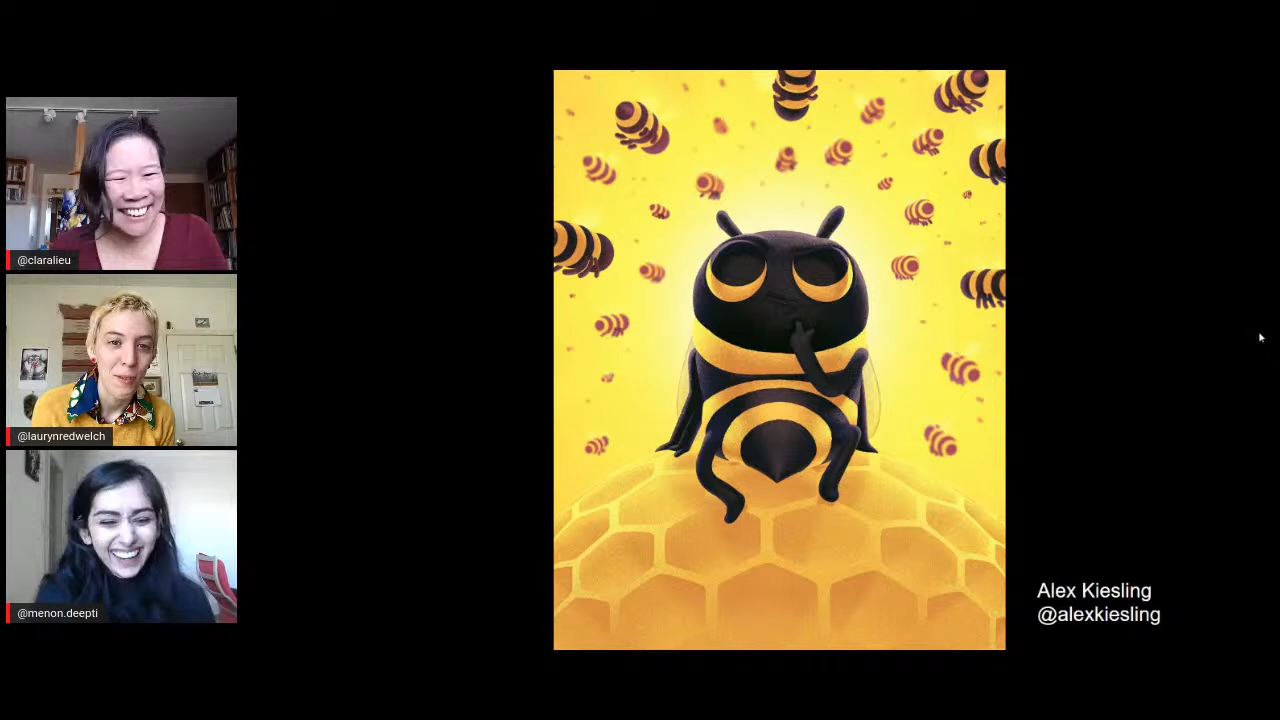 @claralieu
@laurynredwelch
@menon.deepti
Alex Kiesling
@alexkiesling